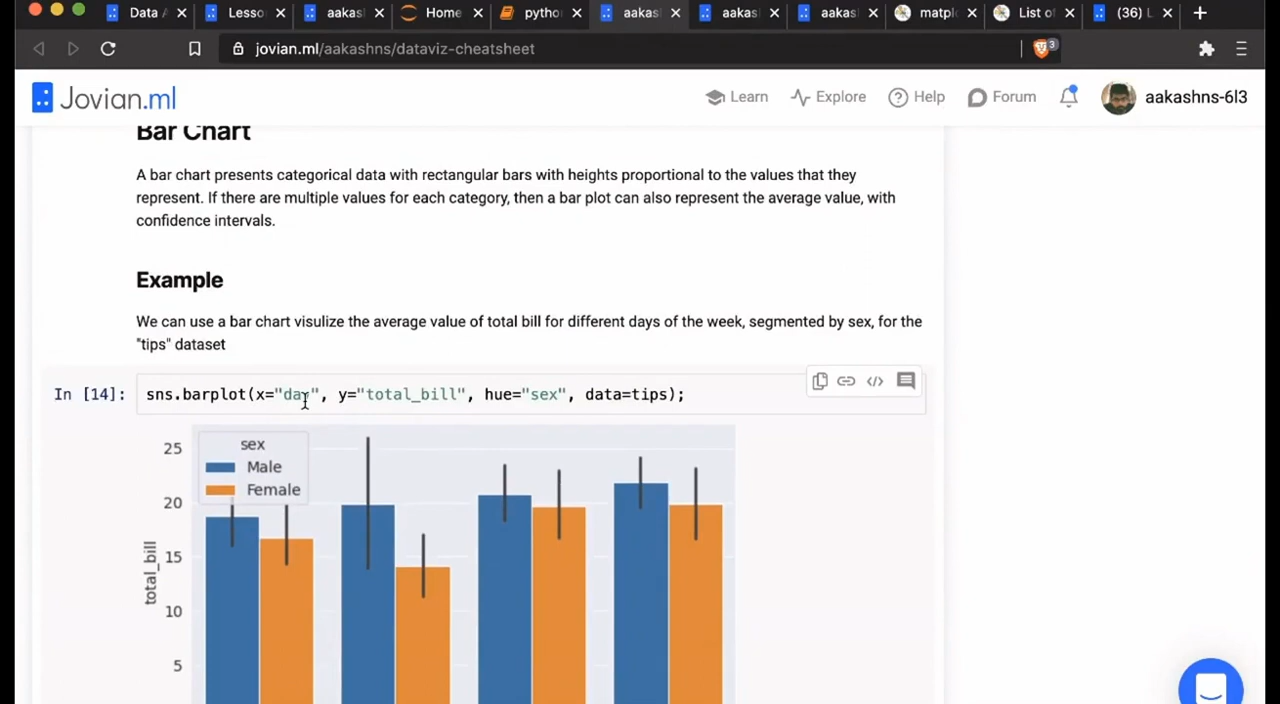 Data A
Lesso
aakas
Home
pytho
aakas
aakas
aakas
matpl
List of
(36) L
jovian.ml/aakashns/dataviz-cheatsheet
3
Jovian.ml
Learn
Explore
Help
Forum
aakashns-6l3
Bar Chart
A bar chart presents categorical data with rectangular bars with heights proportional to the values that they
represent. If there are multiple values for each category, then a bar plot can also represent the average value, with
confidence intervals.
Example
We can use a bar chart visulize the average value of total bill for different days of the week, segmented by sex, for the
"tips" dataset
In [14]: sns.barplot(x="day", y="total_bill", hue="sex", data=tips);
sex
Male
Female
25
20
15
10
5
total_bill